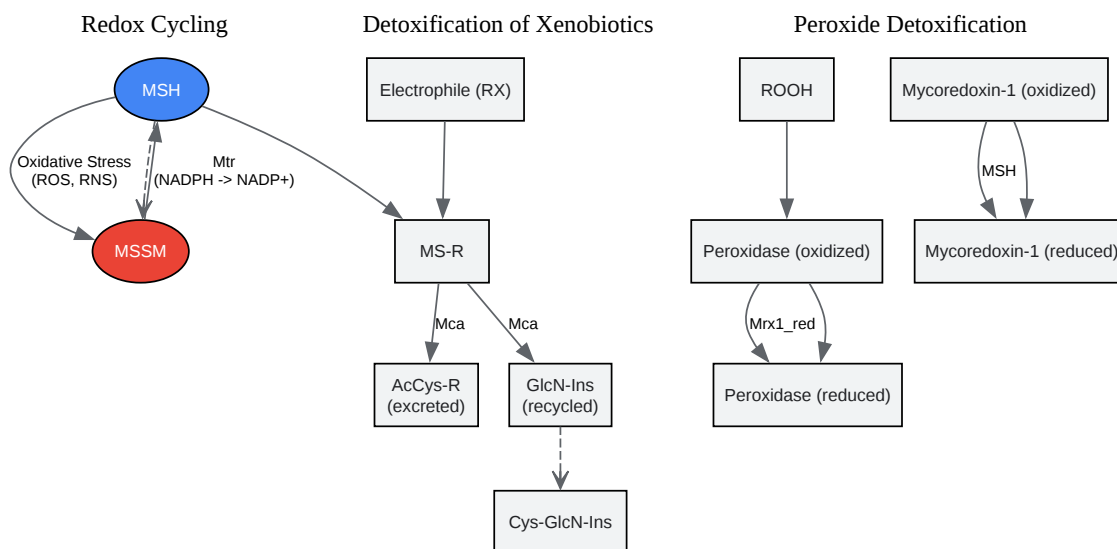 Redox Cycling
Detoxification of Xenobiotics
Peroxide Detoxification
MSH
Electrophile (RX)
ROOH
Mycoredoxin-1 (oxidized)
Oxidative Stress
(ROS, RNS)
Mtr
(NADPH -> NADP+)
MSH
MSSM
MS-R
Peroxidase (oxidized)
Mycoredoxin-1 (reduced)
Mca
Mca
Mrx1_red
AcCys-R
(excreted)
GlcN-Ins
(recycled)
Peroxidase (reduced)
Cys-GlcN-Ins